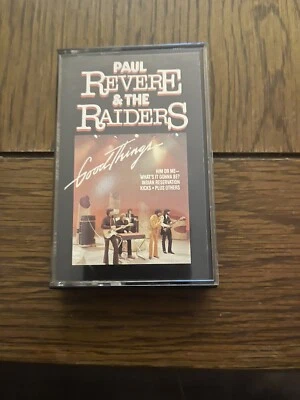 PAUL
REVERE
& THE
RAIDERS
Good Things
HIM OR ME—
WHAT'S IT GONNA BE?
INDIAN RESERVATION
KICKS • PLUS OTHERS